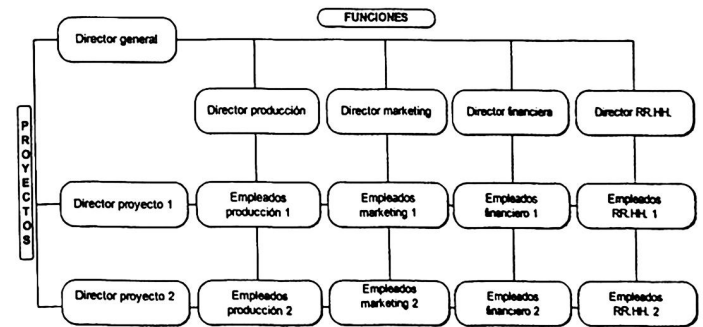 FUNCIONES
Director general
Director producción
Director marketing
Director financiera
Director RR.HH.
PROYECTOS
Director proyecto 1
Empleados
producción 1
Empleados
marketing 1
Empleados
financiero 1
Empleados
RR.HH. 1
Director proyecto 2
Empleados
producción 2
Empleados
marketing 2
Empleados
financiero 2
Empleados
RR.HH. 2